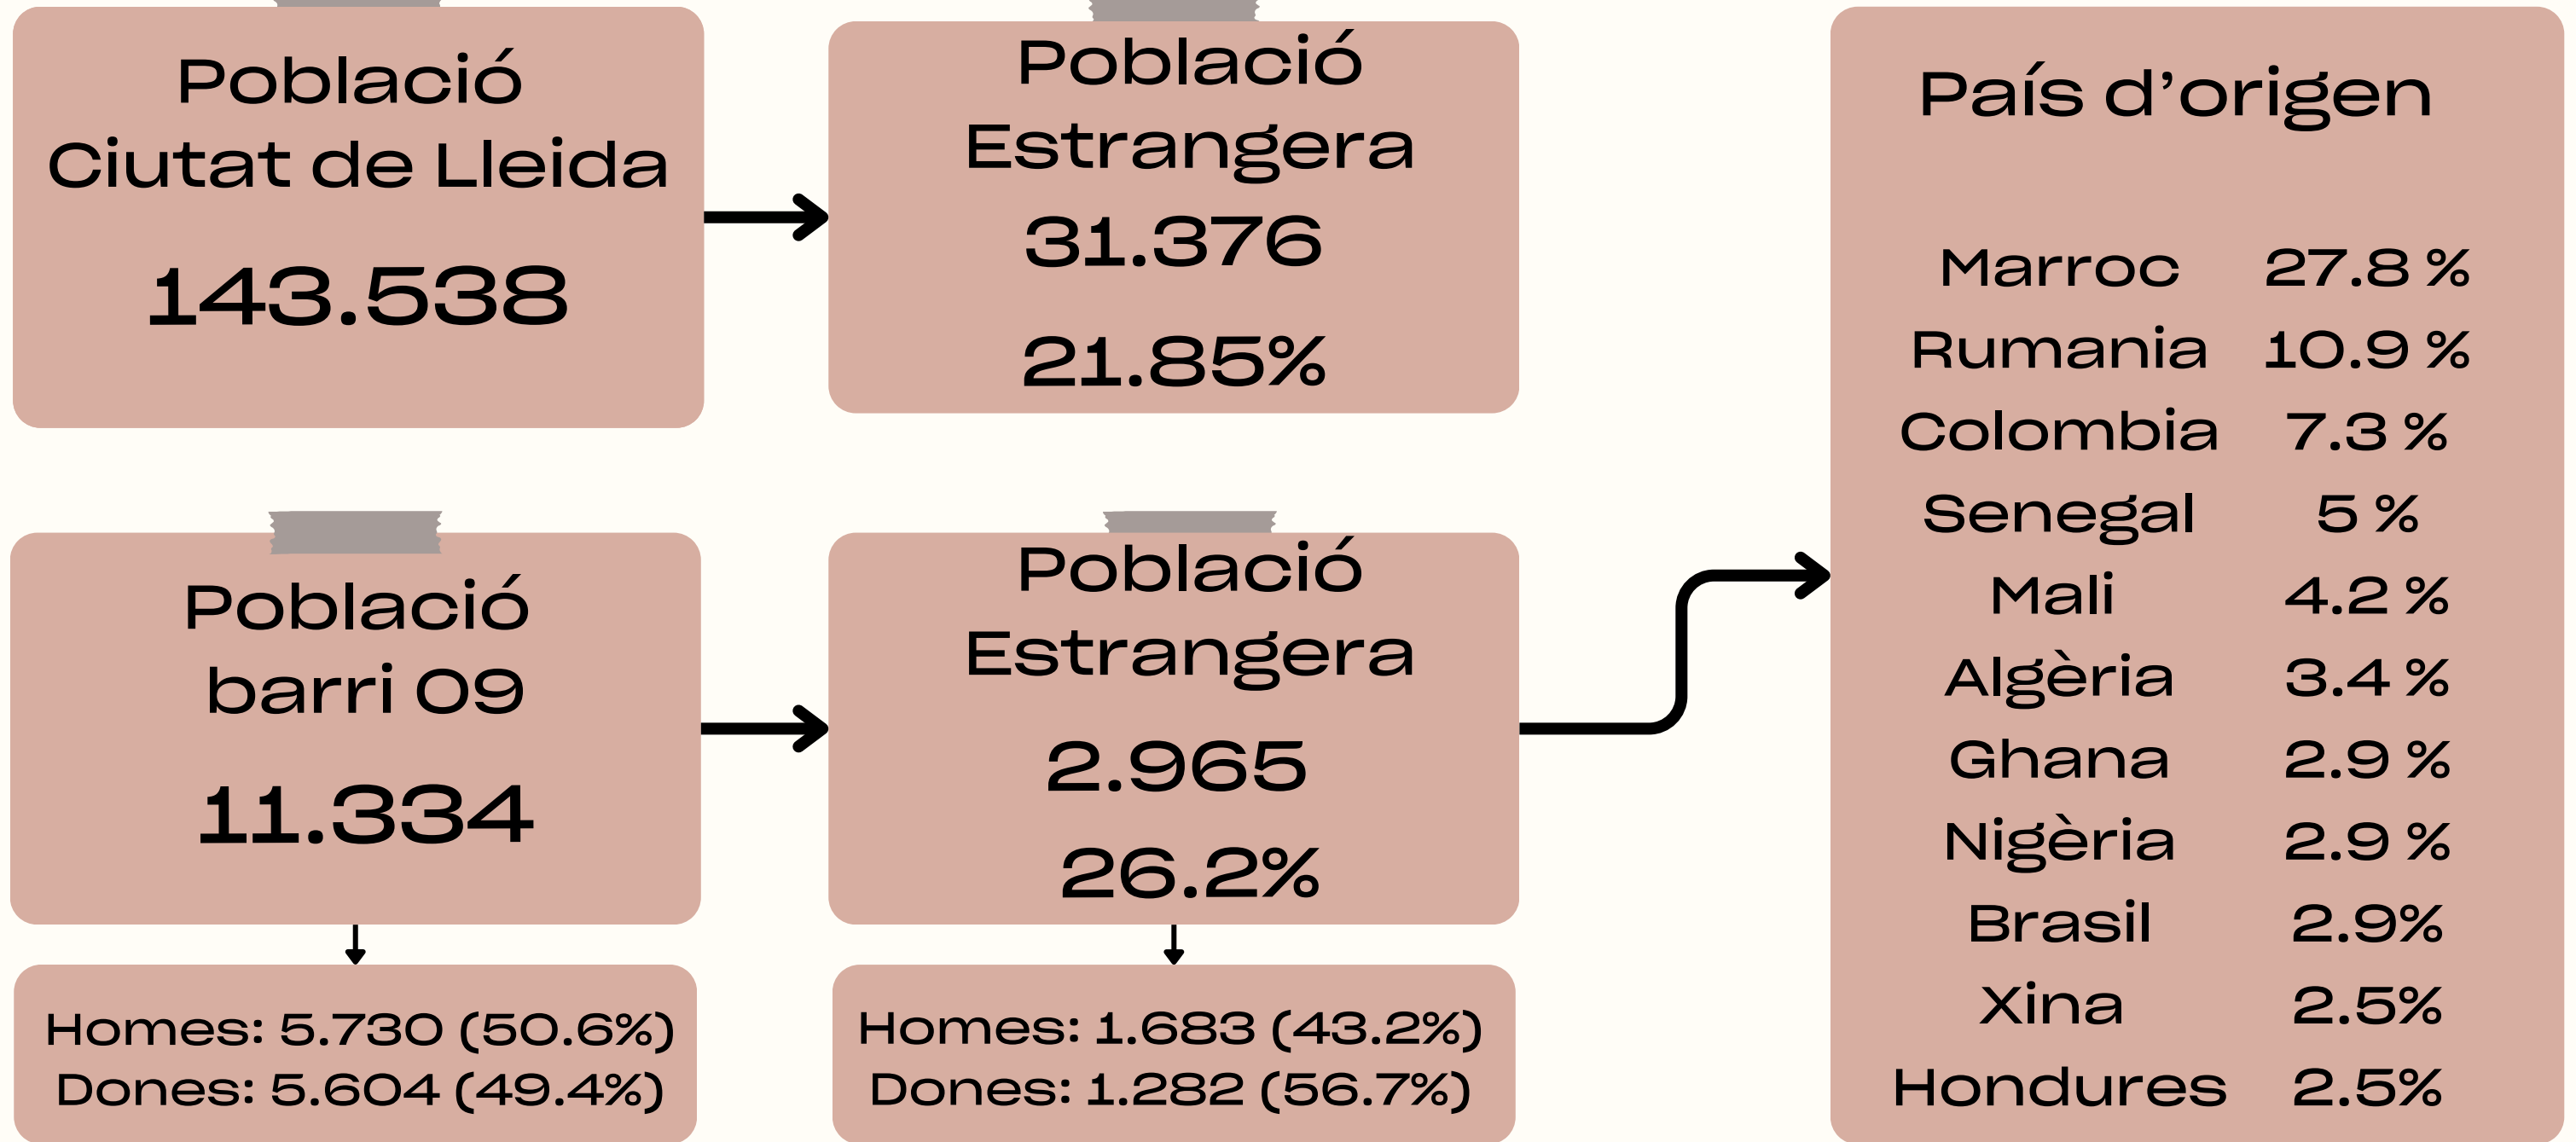 Població
Ciutat de Lleida
143.538
Població
Estrangera
31.376
21.85%
Població
barri 09
11.334
Població
Estrangera
2.965
26.2%
Homes: 5.730 (50.6%)
Dones: 5.604 (49.4%)
Homes: 1.683 (43.2%)
Dones: 1.282 (56.7%)
País d’origen
Marroc 27.8 %
Rumania 10.9 %
Colombia 7.3 %
Senegal 5 %
Mali 4.2 %
Algèria 3.4 %
Ghana 2.9 %
Nigèria 2.9 %
Brasil 2.9%
Xina 2.5%
Hondures 2.5%